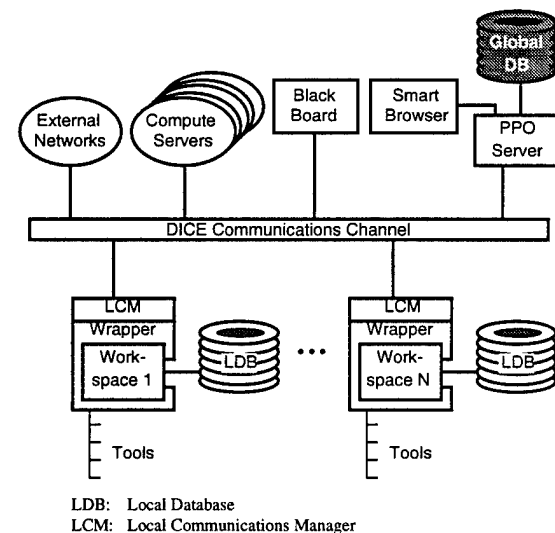 Global
DB
External
Networks
Compute
Servers
Black
Board
Smart
Browser
PPO
Server
DICE Communications Channel
LCM
Wrapper
Work-
space 1
LDB
...
LCM
Wrapper
Work-
space N
LDB
Tools
Tools
LDB: Local Database
LCM: Local Communications Manager